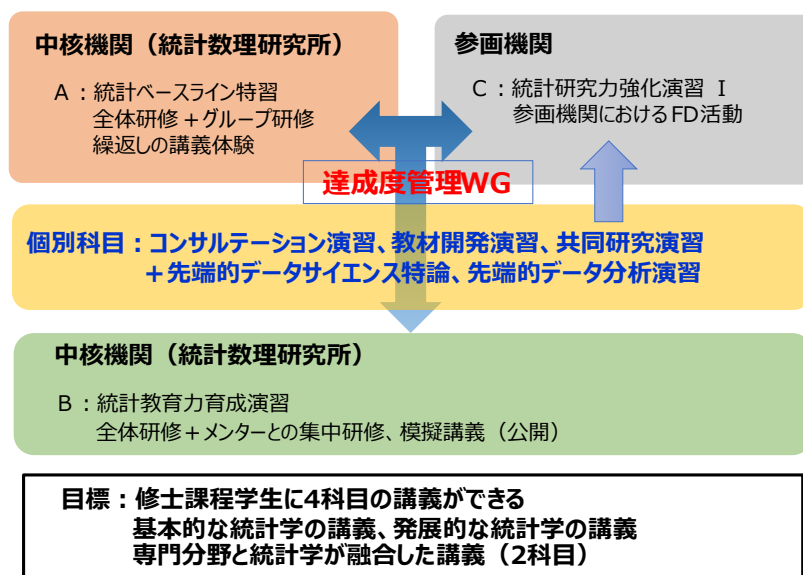 中核機関（統計数理研究所）
A：統計ベースライン特習
全体研修＋グループ研修
繰返しの講義体験
参画機関
C：統計研究力強化演習 I
参画機関におけるFD活動
達成度管理WG
個別科目：コンサルテーション演習、教材開発演習、共同研究演習
＋先端的データサイエンス特論、先端的データ分析演習
中核機関（統計数理研究所）
B：統計教育力育成演習
全体研修＋メンターとの集中研修、模擬講義（公開）
目標：修士課程学生に4科目の講義ができる
基本的な統計学の講義、発展的な統計学の講義
専門分野と統計学が融合した講義（2科目）